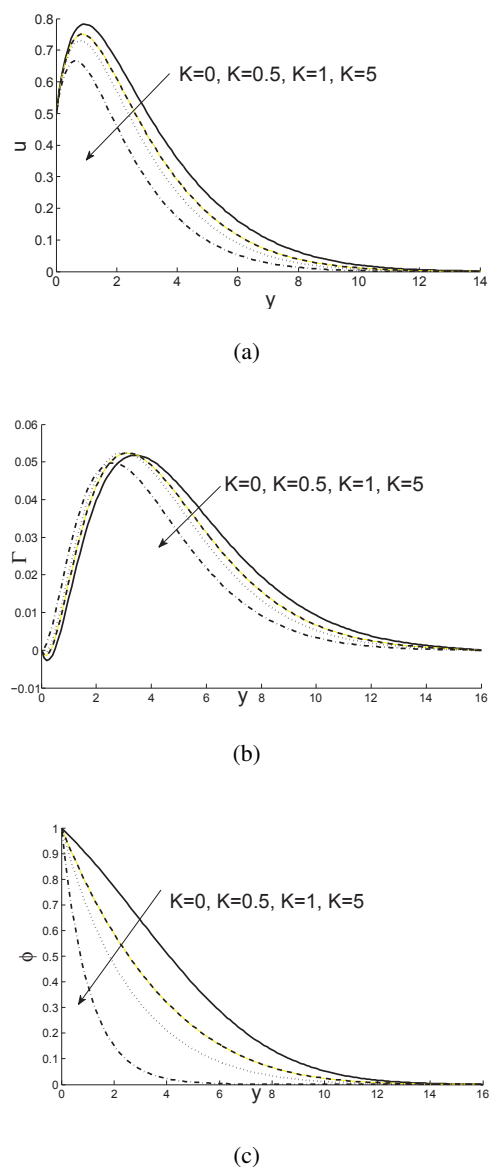 0.8
0.7
0.6
0.5
0.4
0.3
0.2
0.1
0
u
K=0, K=0.5, K=1, K=5
0 2 4 6 8 10 12 14
y
(a)
0.06
0.05
0.04
0.03
0.02
0.01
0
−0.01
Γ
K=0, K=0.5, K=1, K=5
0 2 4 6 8 10 12 14 16
y
(b)
1
0.9
0.8
0.7
0.6
0.5
0.4
0.3
0.2
0.1
0
ϕ
K=0, K=0.5, K=1, K=5
0 2 4 6 8 10 12 14 16
y
(c)